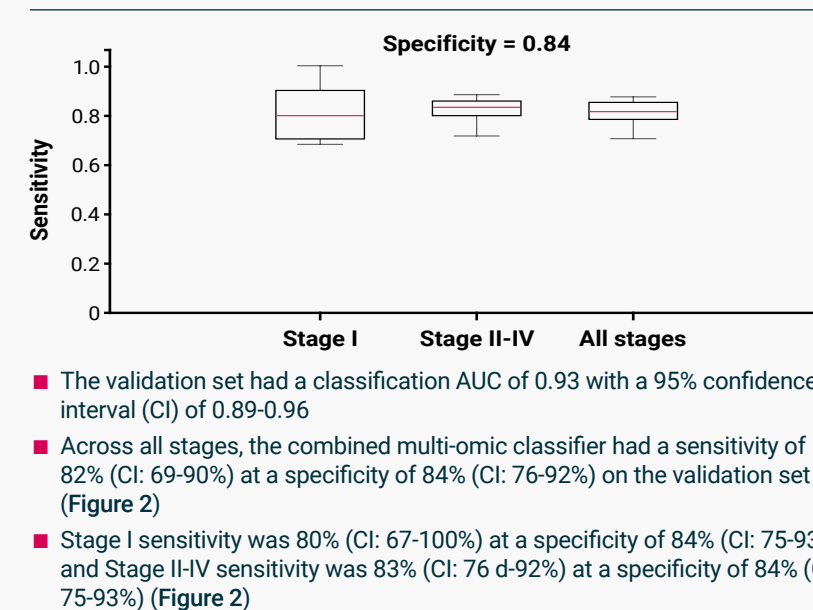 Specificity = 0.84
Sensitivity
1.0
0.8
0.6
0.4
0.2
0
Stage I Stage II-IV All stages
The validation set had a classification AUC of 0.93 with a 95% confidence
interval (CI) of 0.89-0.96
Across all stages, the combined multi-omic classifier had a sensitivity of
82% (CI: 69-90%) at a specificity of 84% (CI: 76-92%) on the validation set
(Figure 2)
Stage I sensitivity was 80% (CI: 67-100%) at a specificity of 84% (CI: 75-93
and Stage II-IV sensitivity was 83% (CI: 76 d-92%) at a specificity of 84% (
75-93%) (Figure 2)